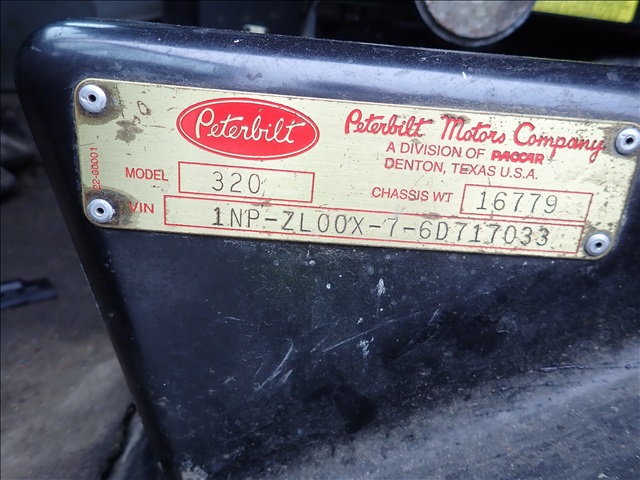 Peterbilt
Peterbilt Motors Company
A DIVISION OF PACCAR
DENTON, TEXAS U.S.A.
MODEL 320
CHASSIS WT 16779
VIN 1NP-ZL00X-7-6D717033